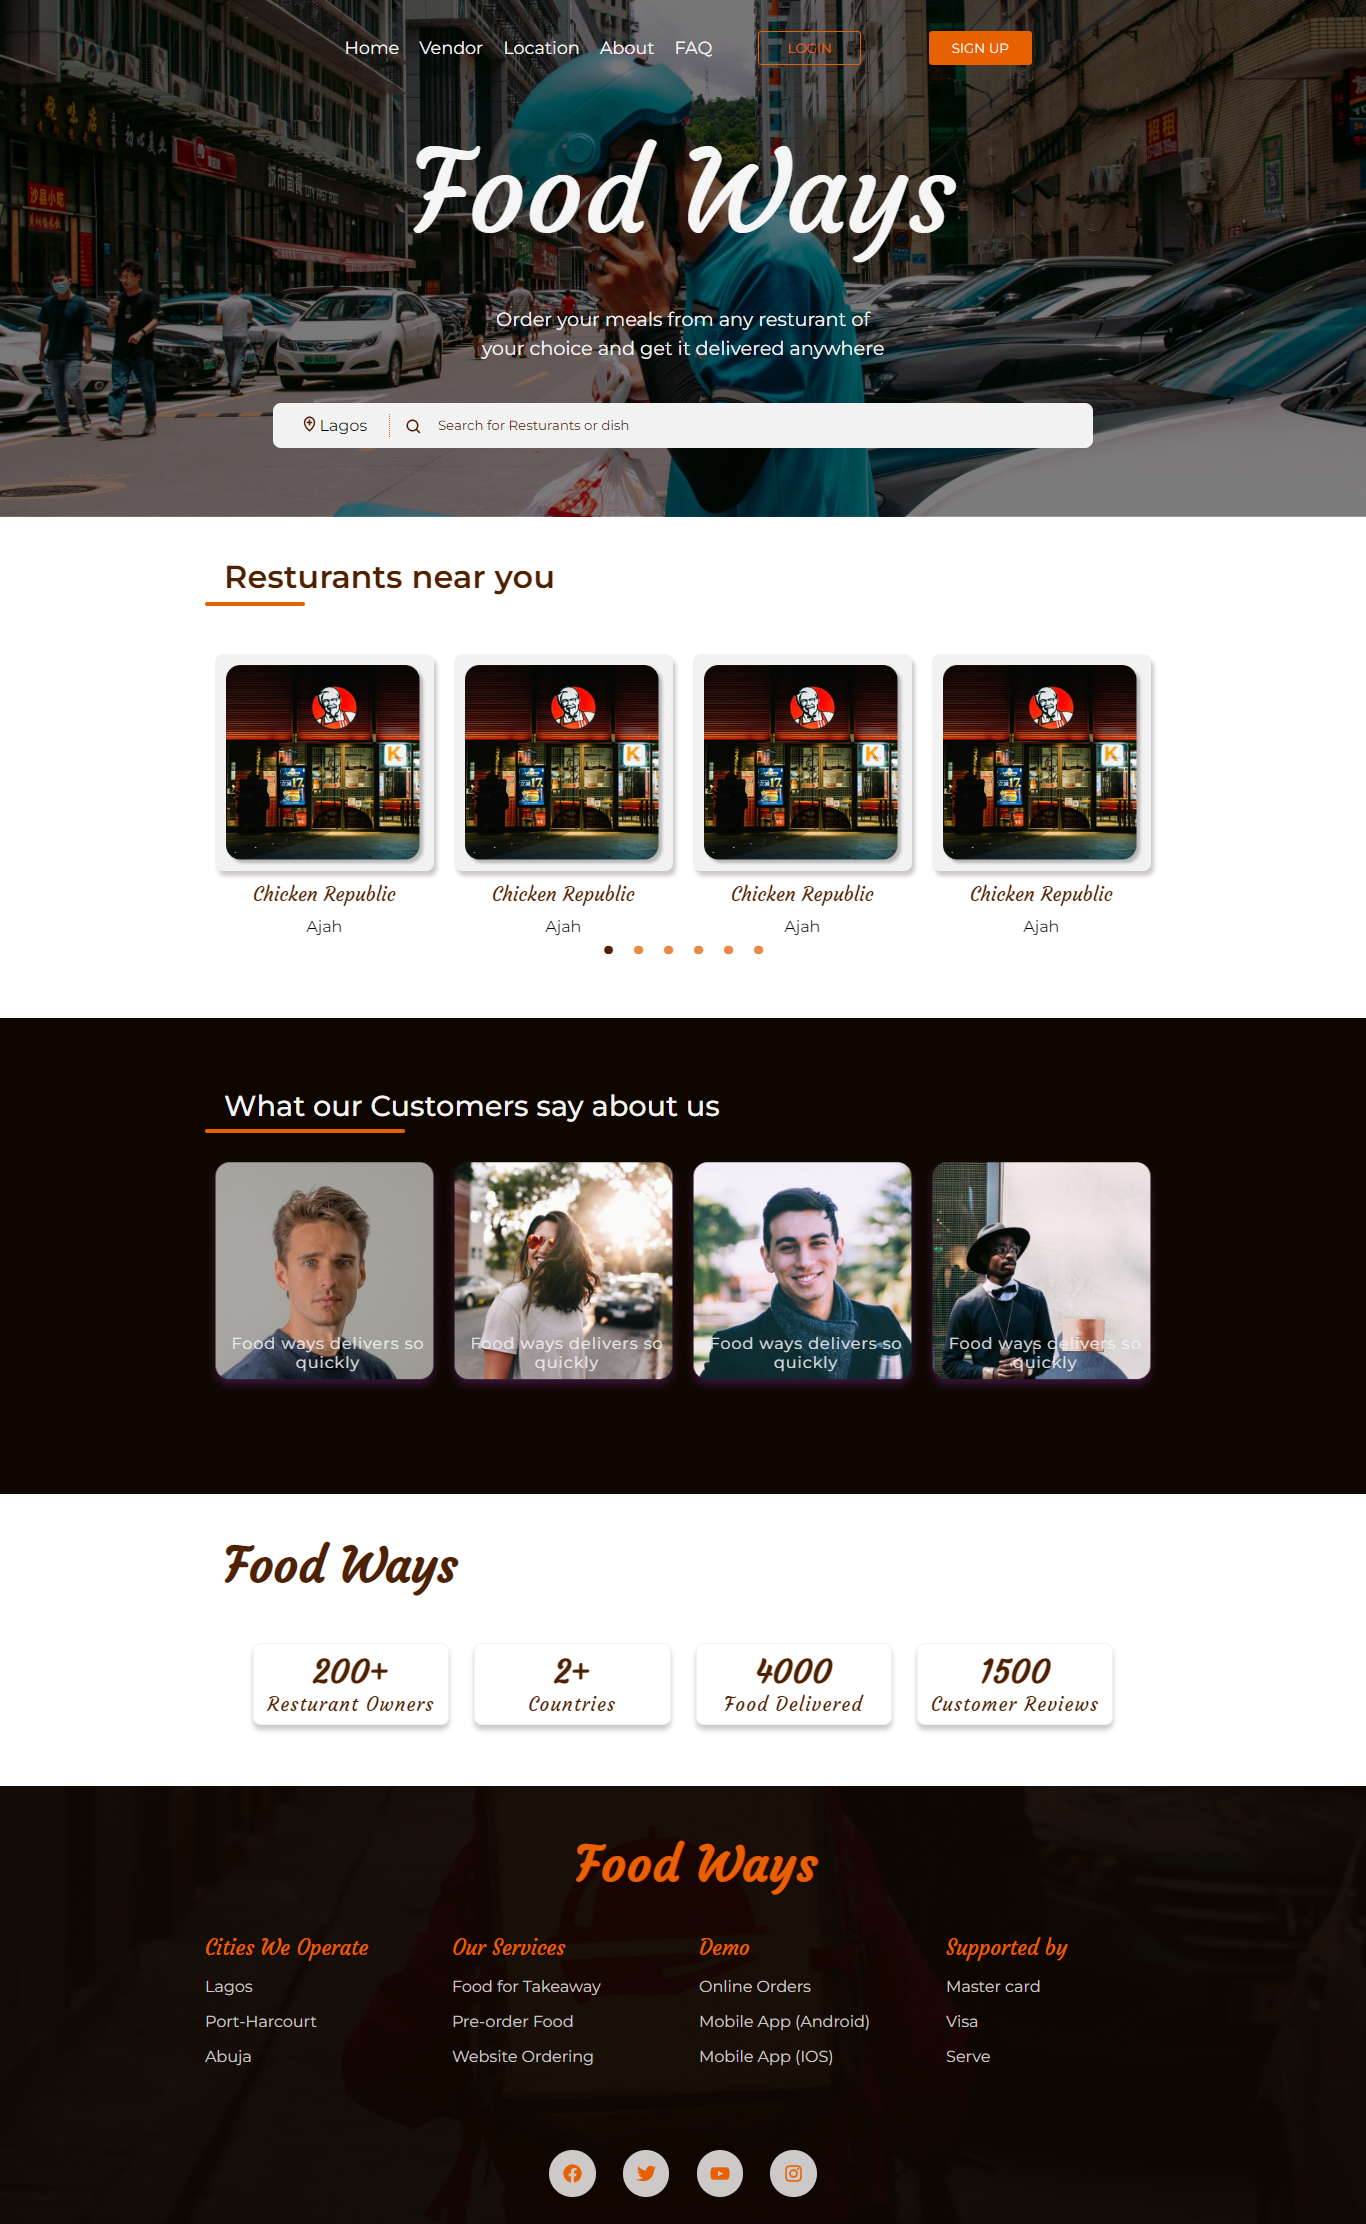 Home Vendor Location About FAQ LOGIN SIGN UP
Food Ways
Order your meals from any resturant of
your choice and get it delivered anywhere
Lagos Search for Resturants or dish
Resturants near you
K K K K
Chicken Republic Chicken Republic Chicken Republic Chicken Republic
Ajah Ajah Ajah Ajah
What our Customers say about us
Food ways delivers so
quickly
Food ways delivers so
quickly
Food ways delivers so
quickly
Food ways delivers so
quickly
Food Ways
200+
Resturant Owners
2+
Countries
4000
Food Delivered
1500
Customer Reviews
Food Ways
Cities We Operate
Lagos
Port-Harcourt
Abuja
Our Services
Food for Takeaway
Pre-order Food
Website Ordering
Demo
Online Orders
Mobile App (Android)
Mobile App (IOS)
Supported by
Master card
Visa
Serve